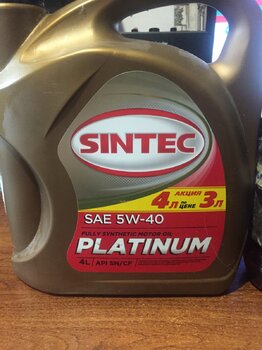 SINTEC
АКЦИЯ
4л по ЦЕНЕ 3л
SAE 5W-40
FULLY SYNTHETIC MOTOR OIL
PLATINUM
4L API SN/CF